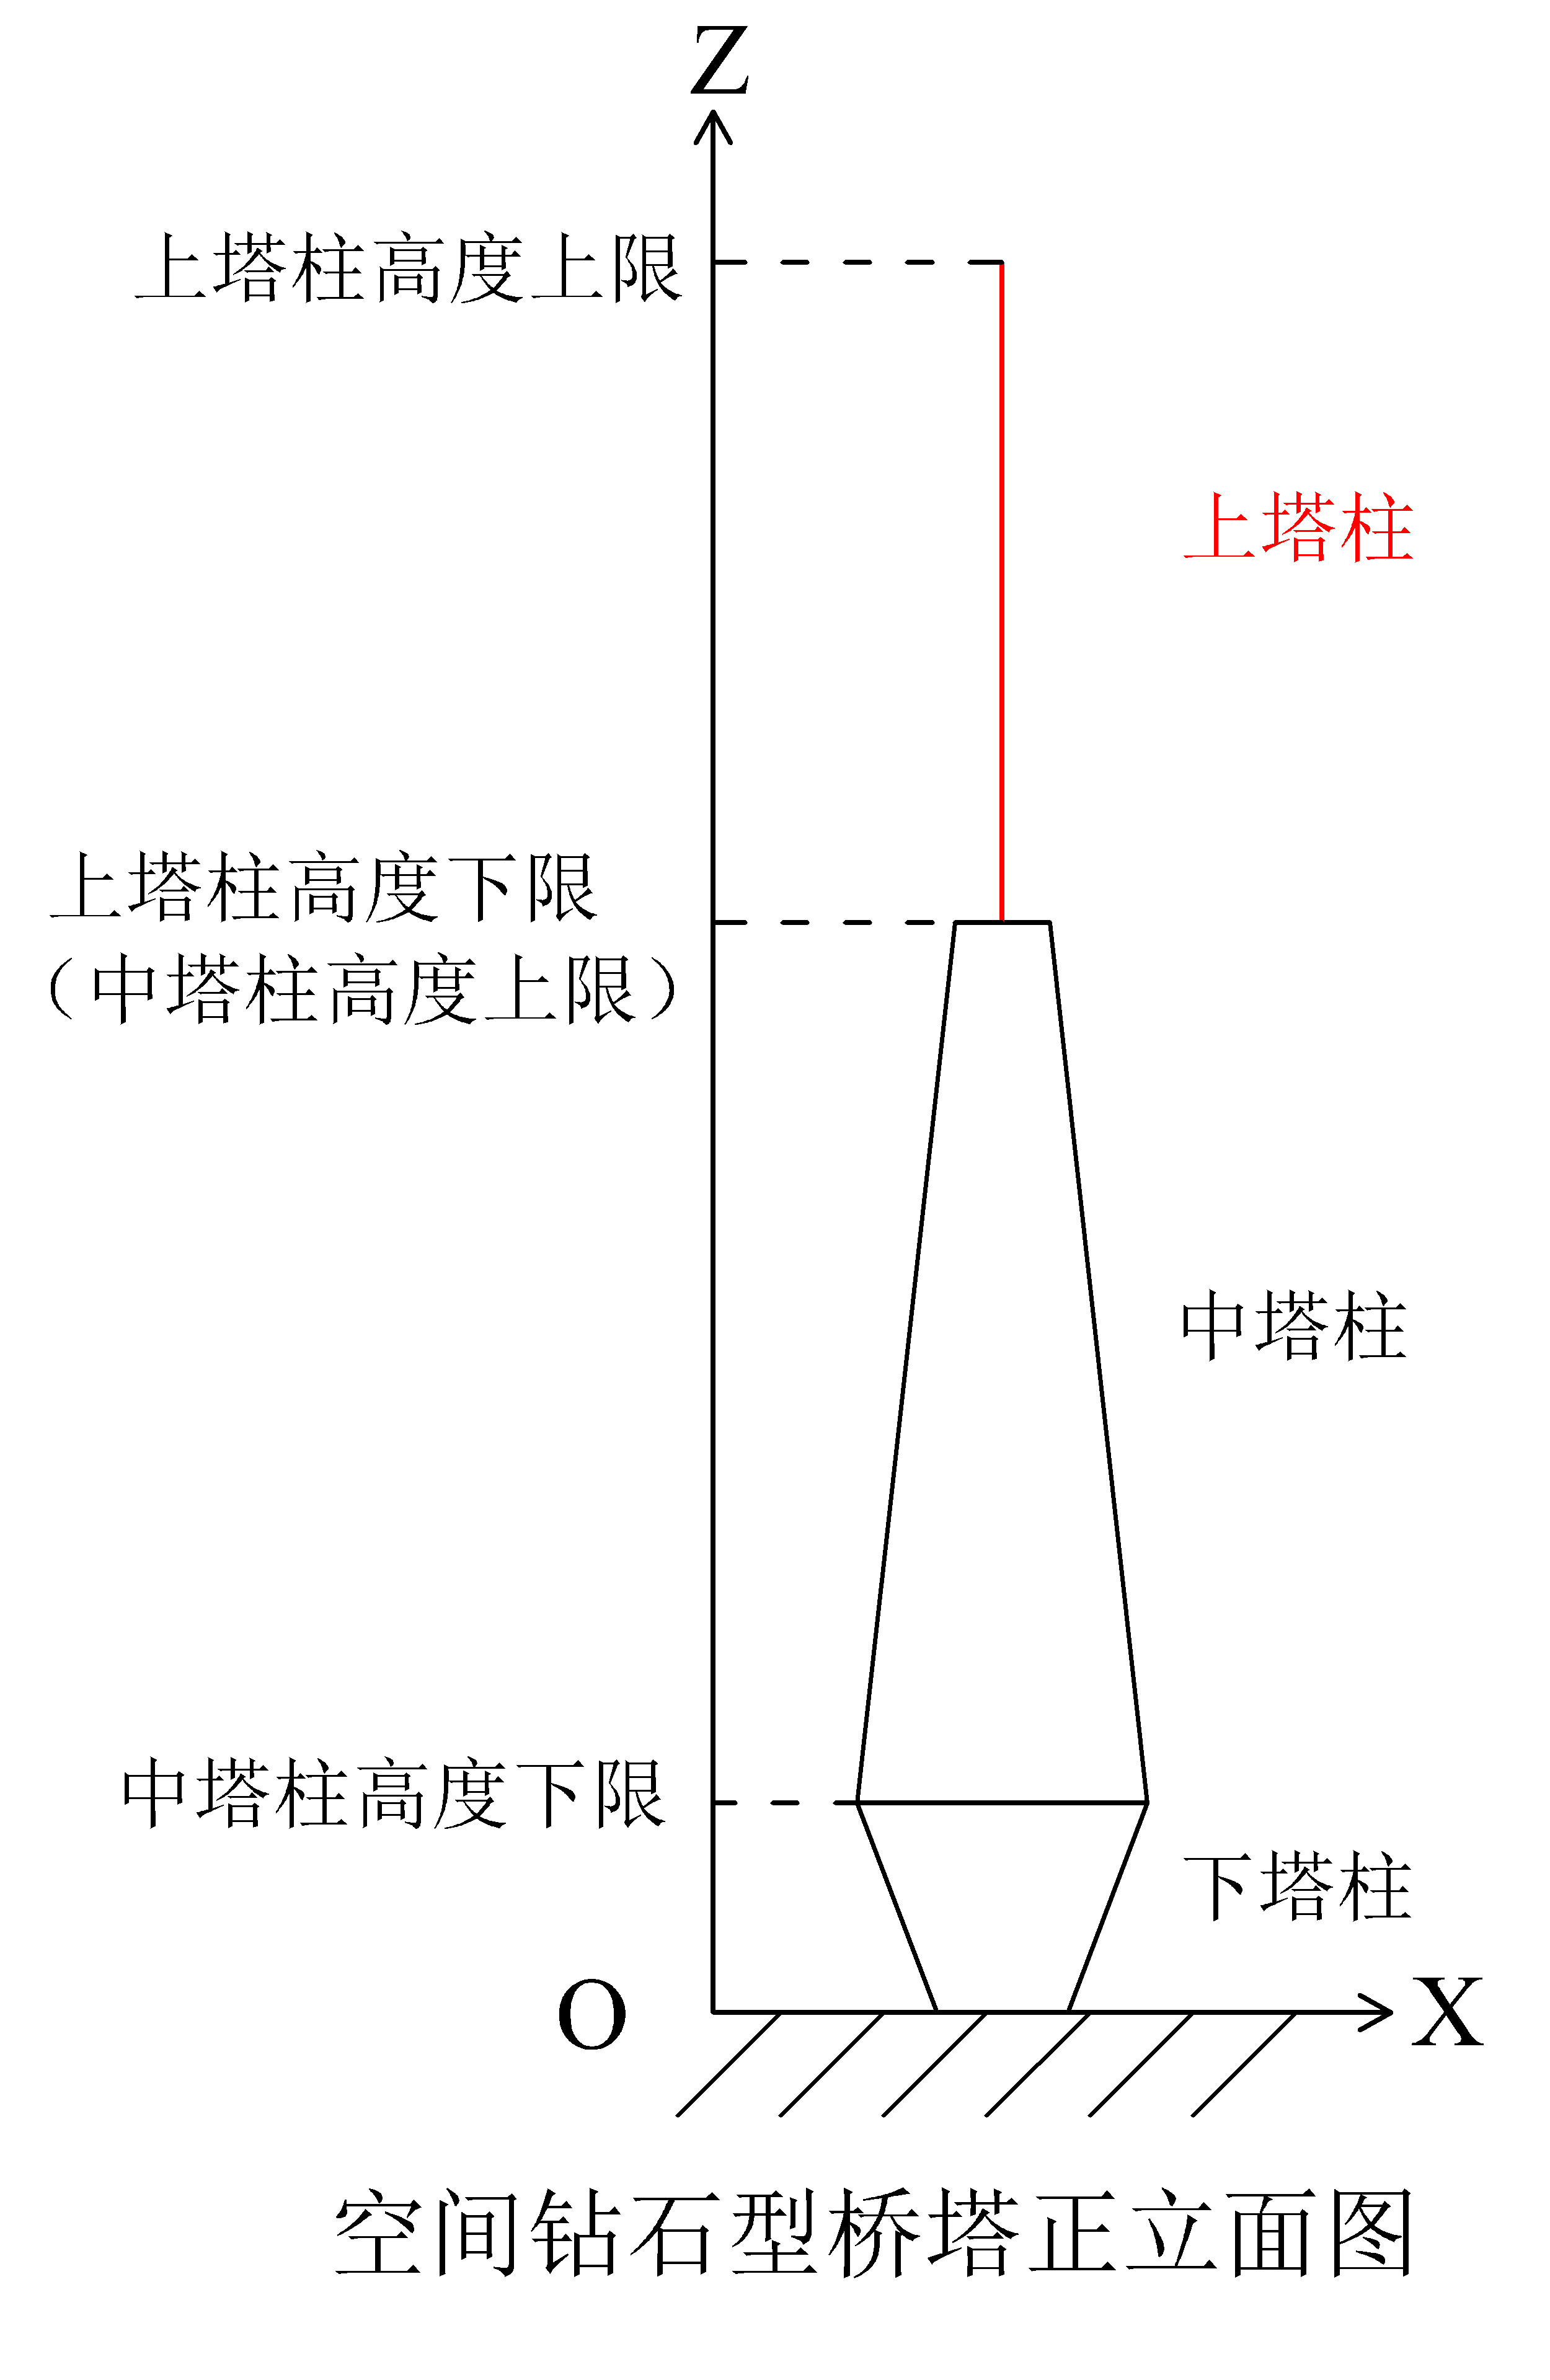 Z
上塔柱高度上限
上塔柱
上塔柱高度下限
（中塔柱高度上限）
中塔柱
中塔柱高度下限
下塔柱
O
X
空间钻石型桥塔正立面图